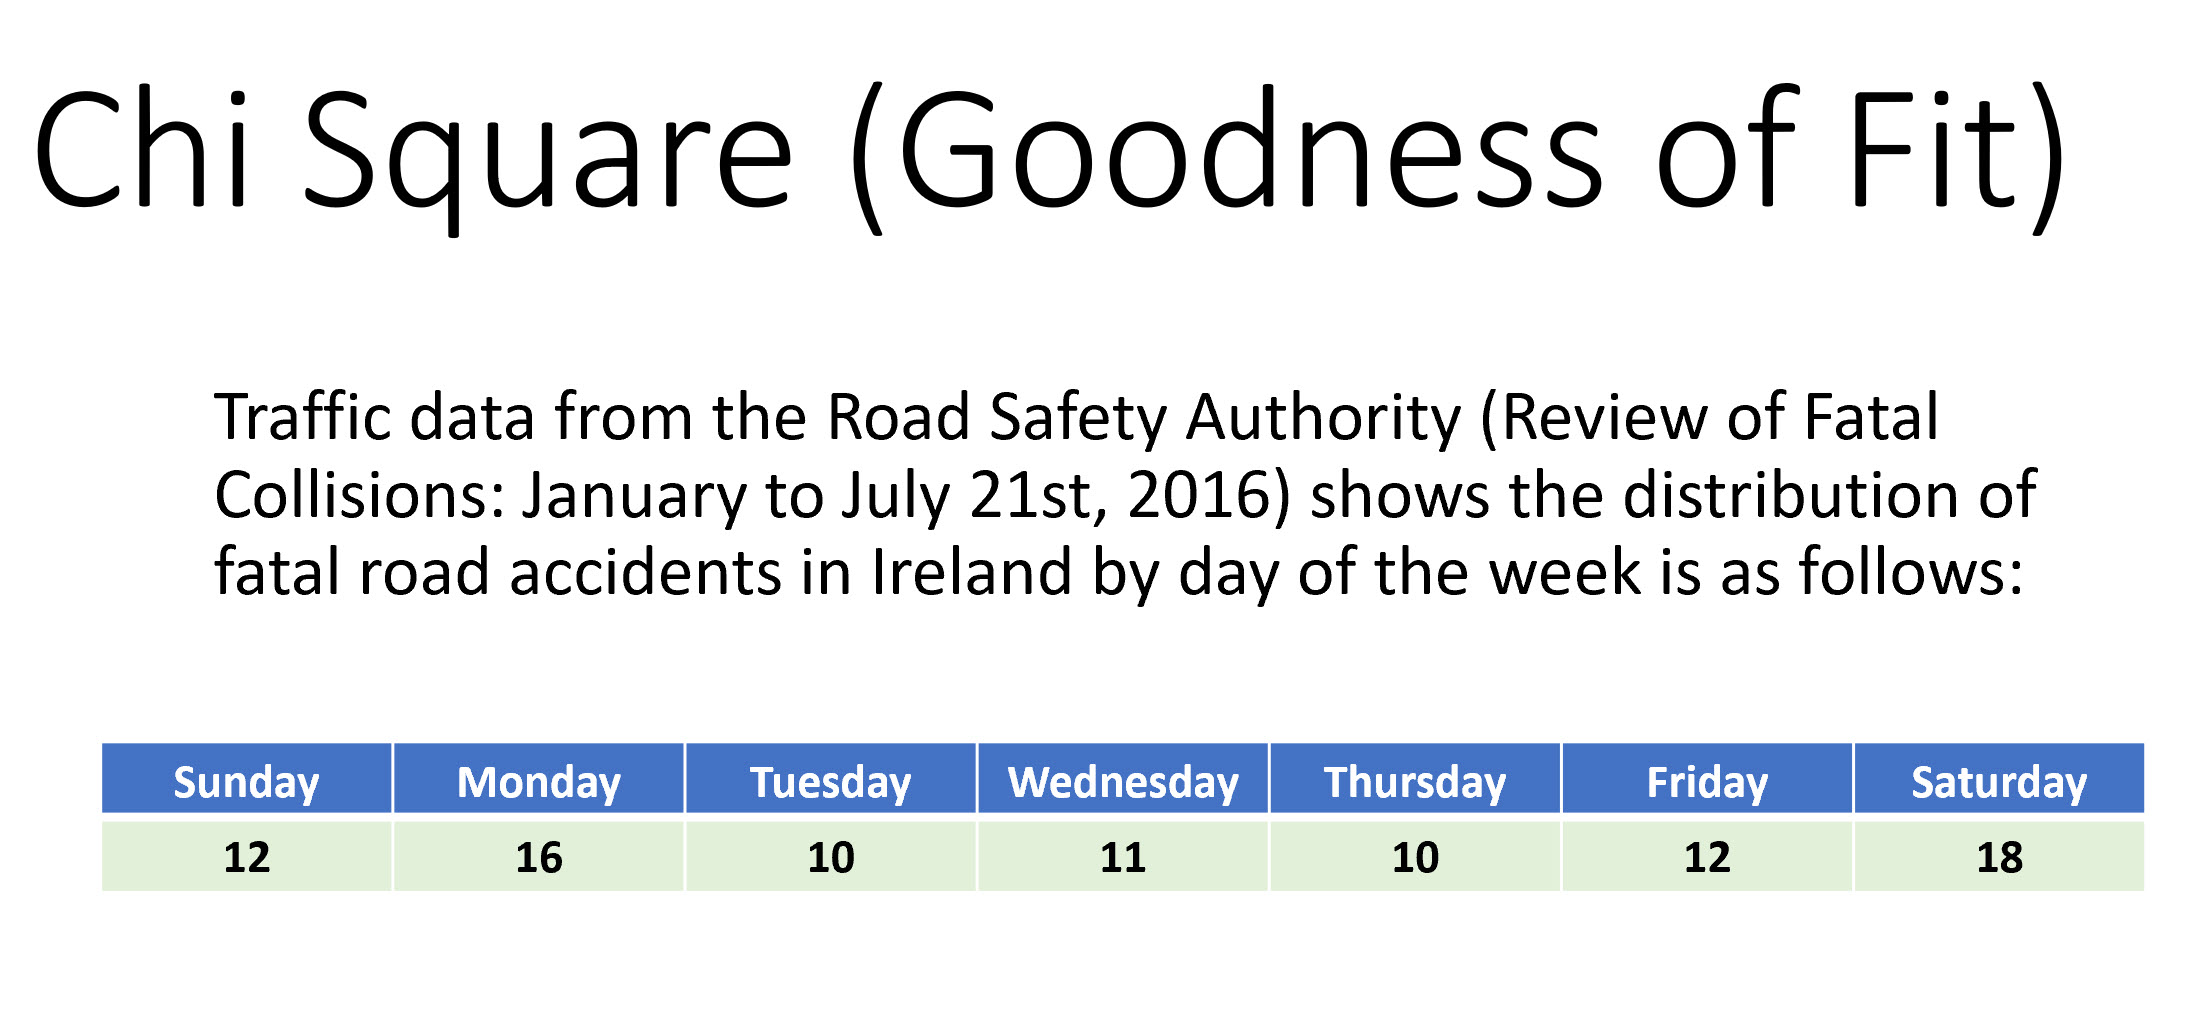 Chi Square (Goodness of Fit)
Traffic data from the Road Safety Authority (Review of Fatal
Collisions: January to July 21st, 2016) shows the distribution of
fatal road accidents in Ireland by day of the week is as follows:
Sunday Monday Tuesday Wednesday Thursday Friday Saturday
12 16 10 11 10 12 18